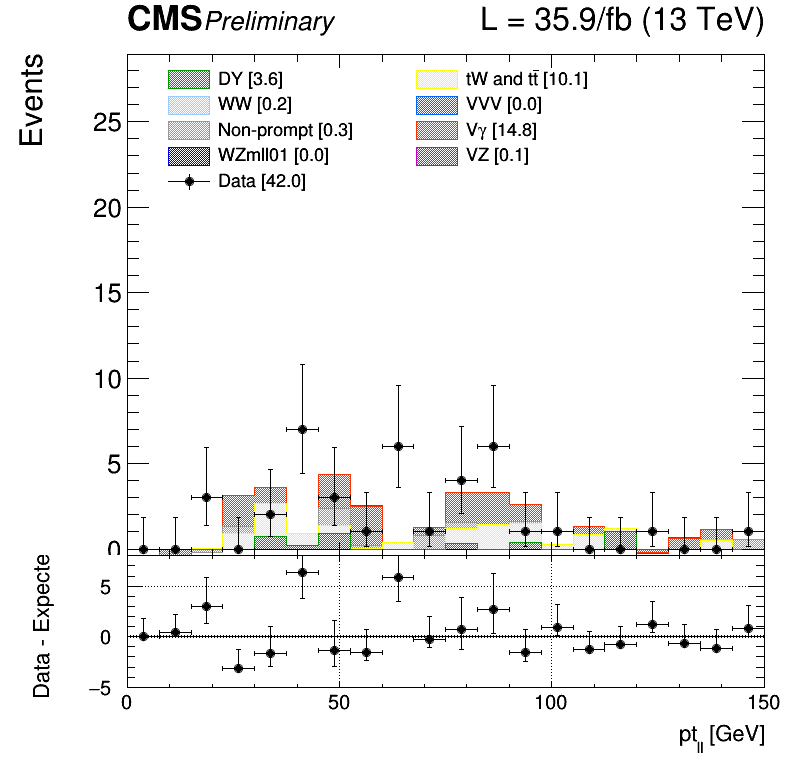 CMS Preliminary L = 35.9/fb (13 TeV)
Events
DY [3.6] tW and tt̄ [10.1]
WW [0.2] VVV [0.0]
Non-prompt [0.3] Vγ [14.8]
WZmll01 [0.0] VZ [0.1]
Data [42.0]
25
20
15
10
5
0
Data - Expecte
5
0
−5
0 50 100 150
pt_ll [GeV]